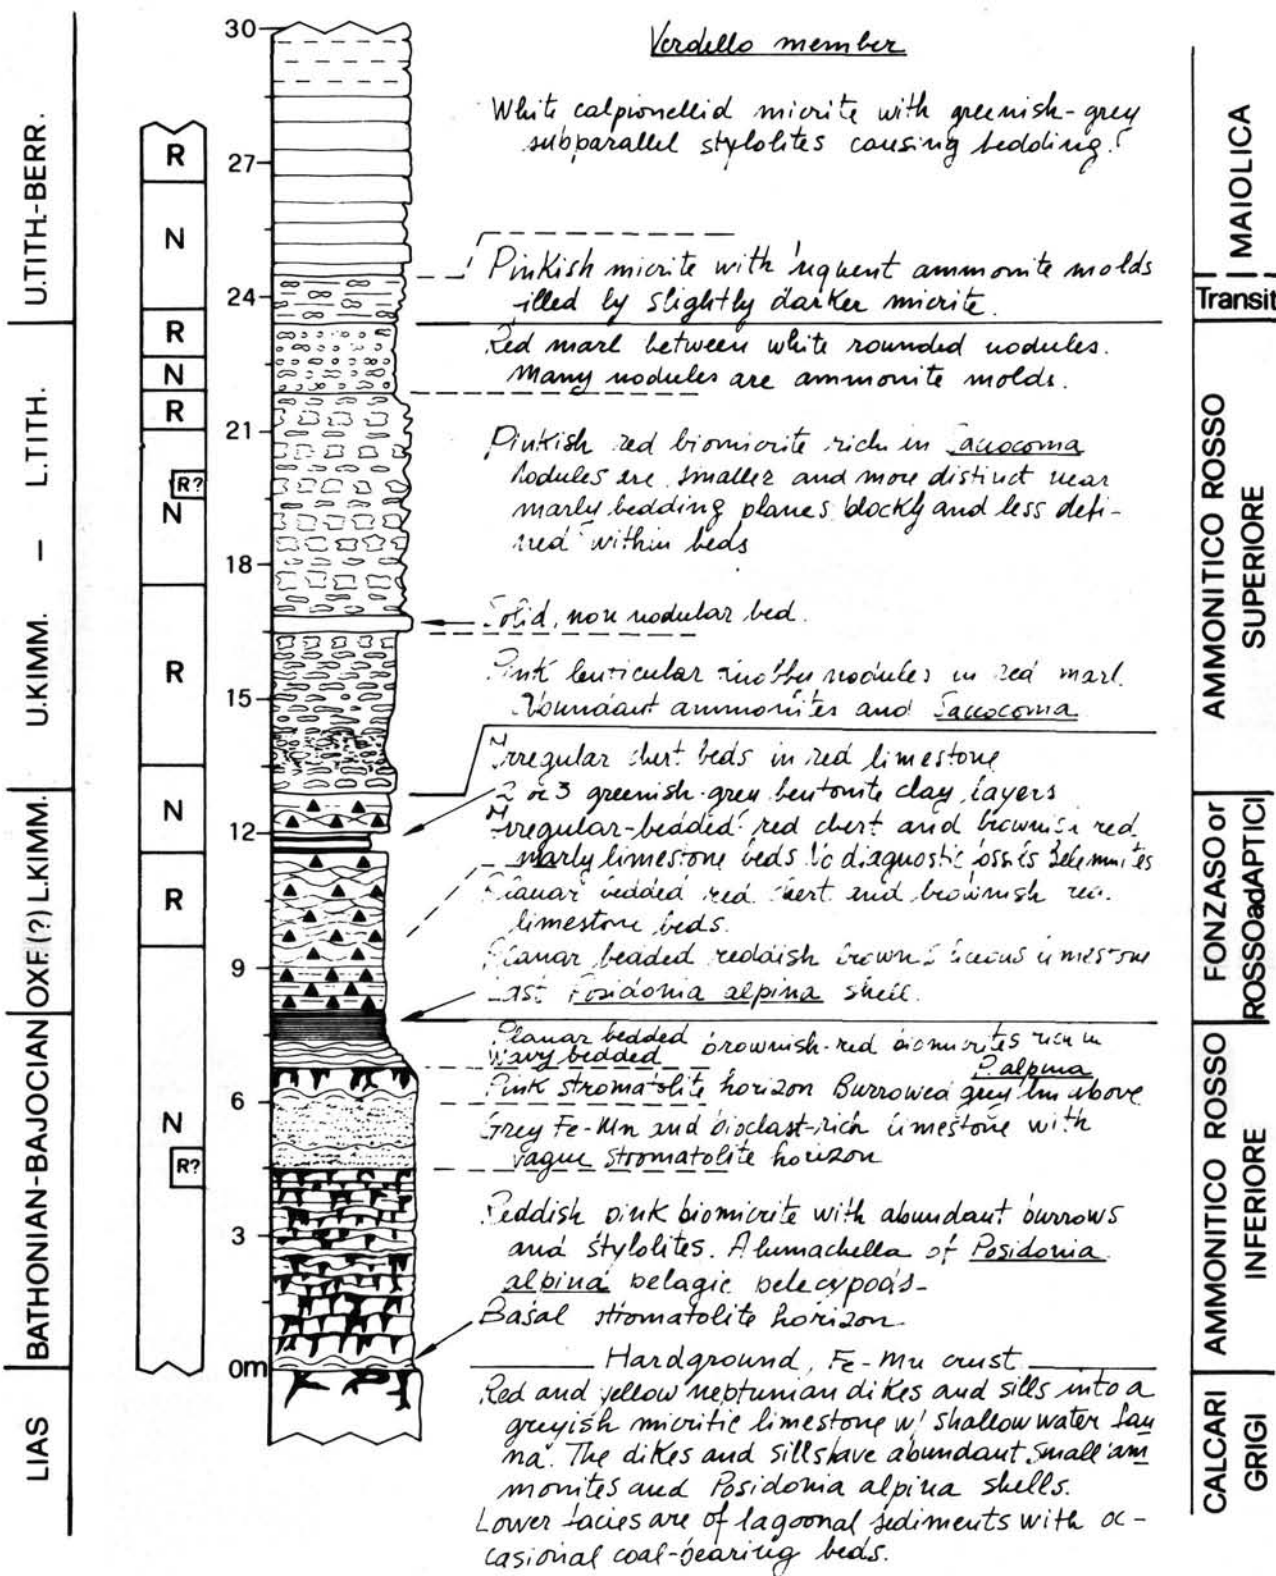 30
Verdello member
White calpionellid micrite with greenish-grey
subparallel stylolites causing bedding.
27
R
N
U.TITH.-BERR.
MAIOLICA
Pinkish micrite with requent ammonite molds
illed by slightly darker micrite.
24
Transit
R
N
R
Red marl between white rounded nodules.
Many nodules are ammonite molds.
21
Pinkish red biomicrite rich in Saccocoma
Nodules are smaller and more distinct near
marly bedding planes blocky and less defi-
ned within beds
R?
N
L.TITH.
–
18
Solid, non nodular bed.
AMMONITICO ROSSO
SUPERIORE
R
U.KIMM.
Pink lenticular nodules in red marl.
Abundant ammonites and Saccocoma
15
Irregular chert beds in red limestone
2 or 3 greenish-grey bentonite clay layers
N
12
Irregular-bedded red chert and brownish red
marly limestone beds No diagnostic ossis Belemnites
R
Planar bedded red chert and brownish red
limestone beds.
OXF.(?) L.KIMM.
FONZASO or
ROSSO ad APTICI
9
Planar bedded reddish brown limestone
Last Posidonia alpina shell.
Planar bedded
Wavy bedded brownish-red biomicrites rich in
P. alpina
Pink stromatolite horizon Burrowed grey lm above
6
Grey Fe-Mn and bioclast-rich limestone with
vague stromatolite horizon
N
R?
BATHONIAN-BAJOCIAN
AMMONITICO ROSSO
INFERIORE
Reddish pink biomicrite with abundant burrows
3
and stylolites. A lumachella of Posidonia
alpina pelagic pelecypods-
Basal stromatolite horizon.
0m
Hardground, Fe-Mn crust
Red and yellow neptunian dikes and sills into a
greyish micritic limestone w/ shallow water fau
na. The dikes and sills have abundant small am
monites and Posidonia alpina shells.
Lower facies are of lagoonal sediments with oc-
casional coal-bearing beds.
LIAS
CALCARI
GRIGI